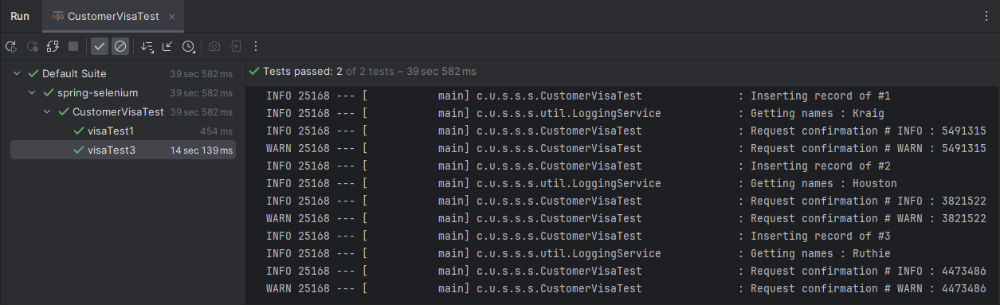 Run CustomerVisaTest
Default Suite 39 sec 582 ms
spring-selenium 39 sec 582 ms
CustomerVisaTest 39 sec 582 ms
visaTest1 454 ms
visaTest3 14 sec 139 ms
Tests passed: 2 of 2 tests – 39 sec 582 ms
INFO 25168 --- [           main] c.u.s.s.s.CustomerVisaTest               : Inserting record of #1
INFO 25168 --- [           main] c.u.s.s.s.util.LoggingService            : Getting names : Kraig
INFO 25168 --- [           main] c.u.s.s.s.CustomerVisaTest               : Request confirmation # INFO : 5491315
WARN 25168 --- [           main] c.u.s.s.s.CustomerVisaTest               : Request confirmation # WARN : 5491315
INFO 25168 --- [           main] c.u.s.s.s.CustomerVisaTest               : Inserting record of #2
INFO 25168 --- [           main] c.u.s.s.s.util.LoggingService            : Getting names : Houston
INFO 25168 --- [           main] c.u.s.s.s.CustomerVisaTest               : Request confirmation # INFO : 3821522
WARN 25168 --- [           main] c.u.s.s.s.CustomerVisaTest               : Request confirmation # WARN : 3821522
INFO 25168 --- [           main] c.u.s.s.s.CustomerVisaTest               : Inserting record of #3
INFO 25168 --- [           main] c.u.s.s.s.util.LoggingService            : Getting names : Ruthie
INFO 25168 --- [           main] c.u.s.s.s.CustomerVisaTest               : Request confirmation # INFO : 4473486
WARN 25168 --- [           main] c.u.s.s.s.CustomerVisaTest               : Request confirmation # WARN : 4473486